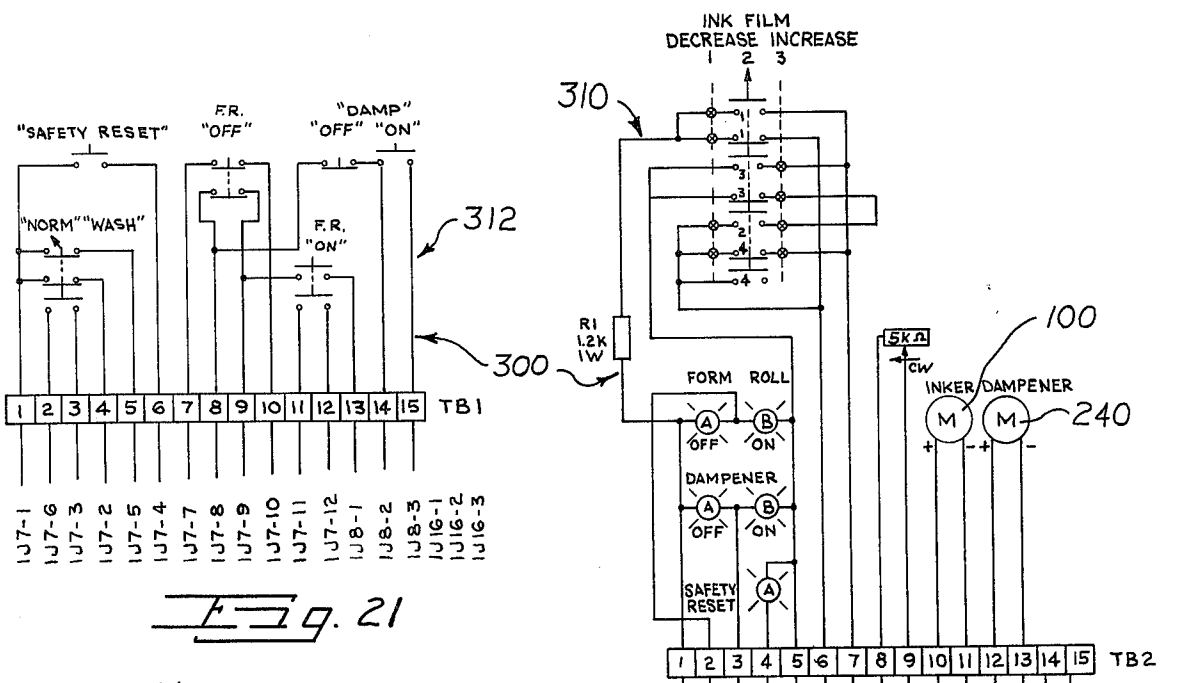 INK FILM
DECREASE INCREASE
1 2 3
310
1
1
3
3
2
4
4
"SAFETY RESET"
F.R.
"OFF"
"DAMP"
"OFF" "ON"
"NORM" "WASH"
F.R.
"ON"
312
300
R1
1.2K
1W
5KΩ
CW
100
INKER DAMPENER
M M
+ - + -
240
FORM ROLL
A B
OFF ON
DAMPENER
A B
OFF ON
SAFETY
RESET
A
1 2 3 4 5 6 7 8 9 10 11 12 13 14 15 TB1
1J7-1
1J7-6
1J7-3
1J7-2
1J7-5
1J7-4
1J7-7
1J7-8
1J7-9
1J7-10
1J7-11
1J7-12
1J8-1
1J8-2
1J8-3
1J16-1
1J16-2
1J16-3
Fig. 21
1 2 3 4 5 6 7 8 9 10 11 12 13 14 15 TB2